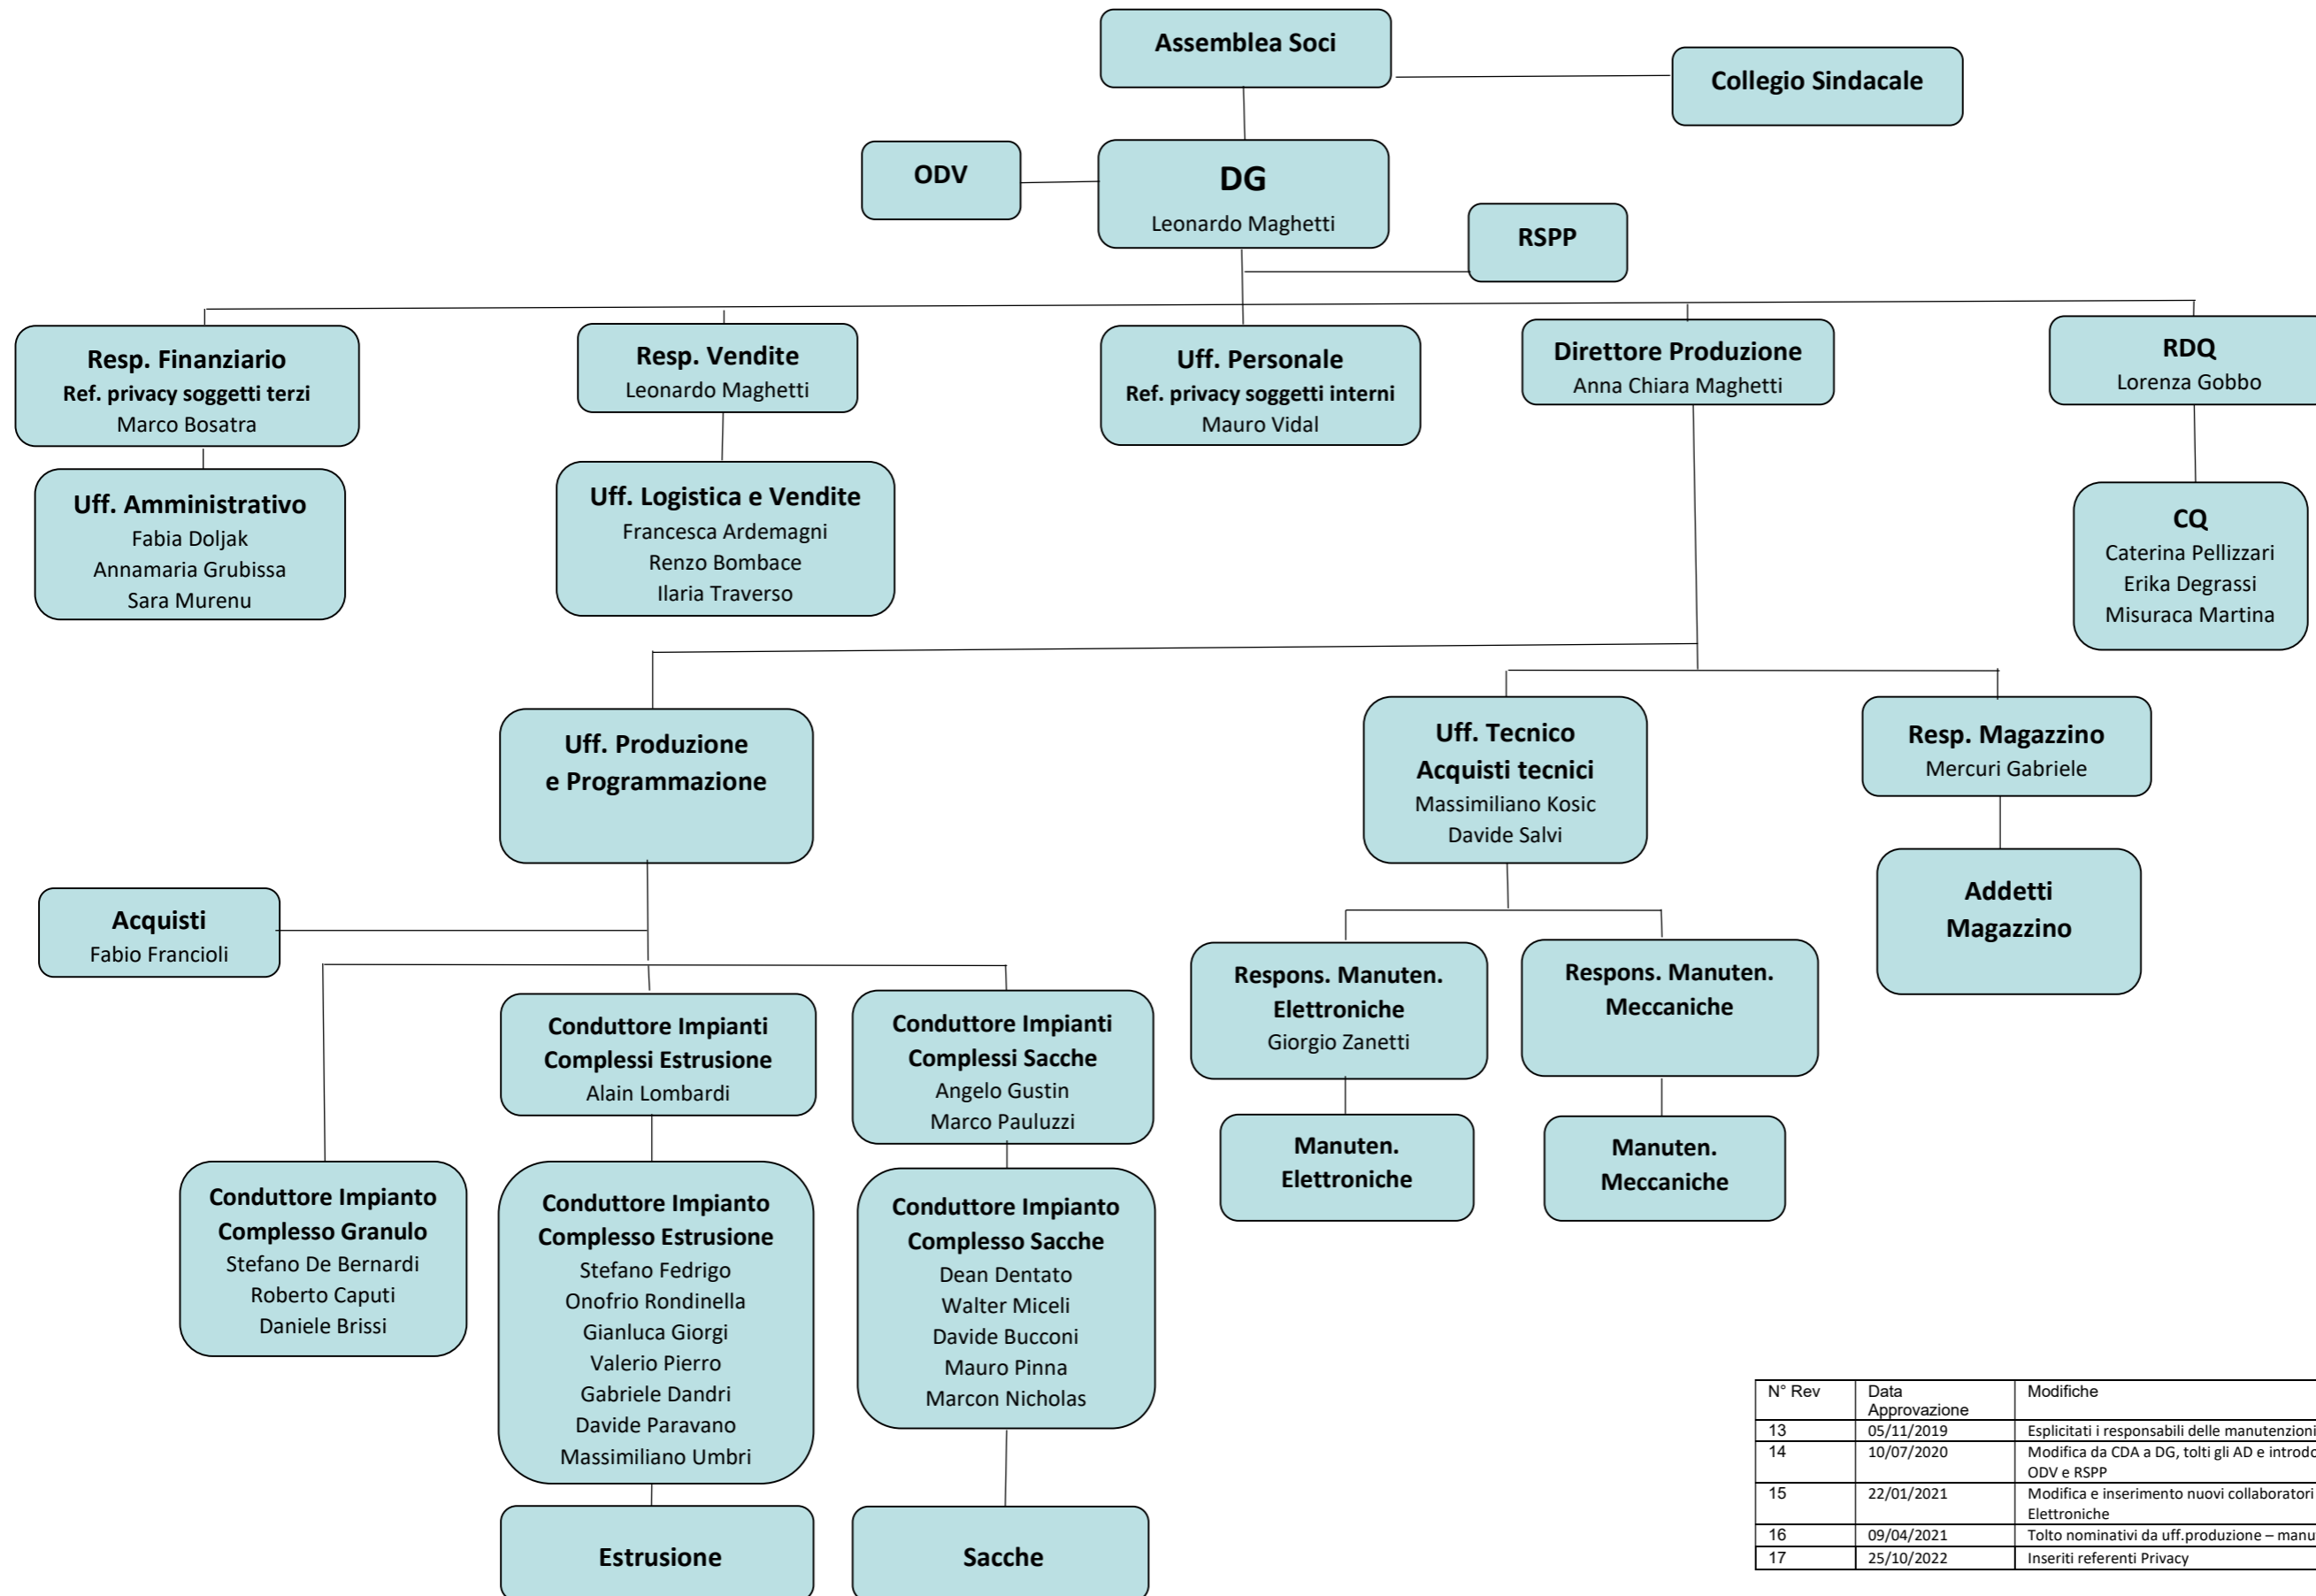 Assemblea Soci
Collegio Sindacale
ODV
DG
Leonardo Maghetti
RSPP
Resp. Finanziario
Ref. privacy soggetti terzi
Marco Bosatra
Resp. Vendite
Leonardo Maghetti
Uff. Personale
Ref. privacy soggetti interni
Mauro Vidal
Direttore Produzione
Anna Chiara Maghetti
RDQ
Lorenza Gobbo
Uff. Amministrativo
Fabia Doljak
Annamaria Grubissa
Sara Murenu
Uff. Logistica e Vendite
Francesca Ardemagni
Renzo Bombace
Ilaria Traverso
CQ
Caterina Pellizzari
Erika Degrassi
Misuraca Martina
Uff. Produzione
e Programmazione
Uff. Tecnico
Acquisti tecnici
Massimiliano Kosic
Davide Salvi
Resp. Magazzino
Mercuri Gabriele
Acquisti
Fabio Francioli
Addetti
Magazzino
Respons. Manuten.
Elettroniche
Giorgio Zanetti
Respons. Manuten.
Meccaniche
Conduttore Impianti
Complessi Estrusione
Alain Lombardi
Conduttore Impianti
Complessi Sacche
Angelo Gustin
Marco Pauluzzi
Manuten.
Elettroniche
Manuten.
Meccaniche
Conduttore Impianto
Complesso Granulo
Stefano De Bernardi
Roberto Caputi
Daniele Brissi
Conduttore Impianto
Complesso Estrusione
Stefano Fedrigo
Onofrio Rondinella
Gianluca Giorgi
Valerio Pierro
Gabriele Dandri
Davide Paravano
Massimiliano Umbri
Conduttore Impianto
Complesso Sacche
Dean Dentato
Walter Miceli
Davide Bucconi
Mauro Pinna
Marcon Nicholas
Estrusione
Sacche
N° Rev Data Modifiche
Approvazione
13 05/11/2019 Esplicitati i responsabili delle manutenzioni
14 10/07/2020 Modifica da CDA a DG, tolti gli AD e
ODV e RSPP
15 22/01/2021 Modifica e inserimento nuovi collaboratori
Elettroniche
16 09/04/2021 Tolto nominativi da uff.produzione –
17 25/10/2022 Inseriti referenti Privacy